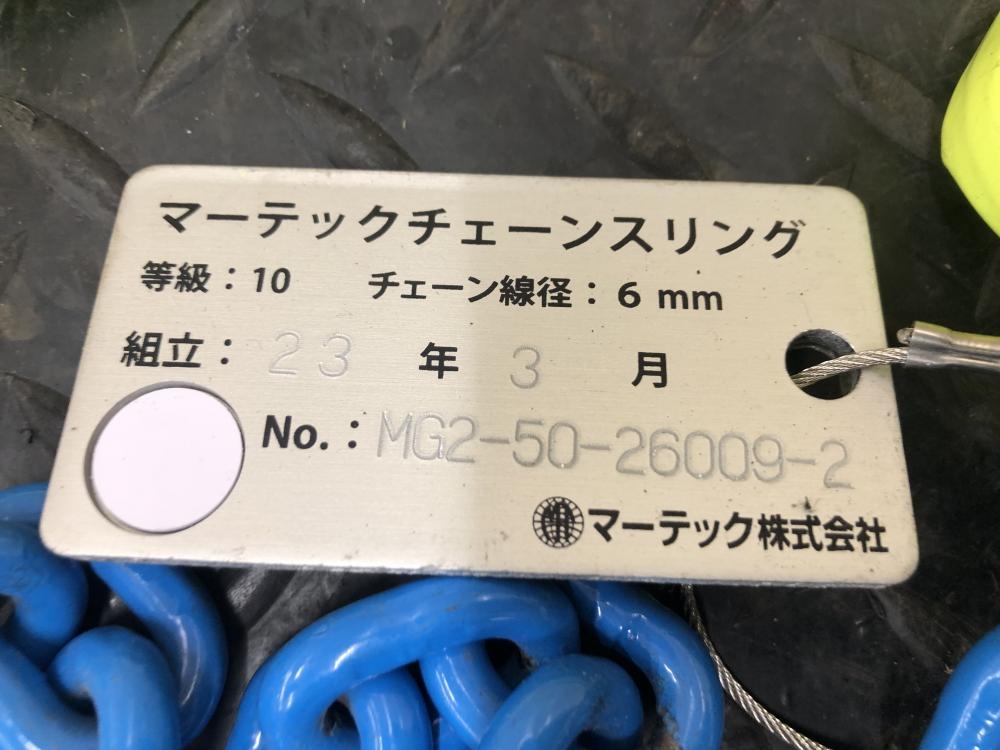 マーテックチェーンスリング
等級：10 チェーン線径：6 mm
組立：23 年 3 月
No.：MG2-50-26009-2
マーテック株式会社